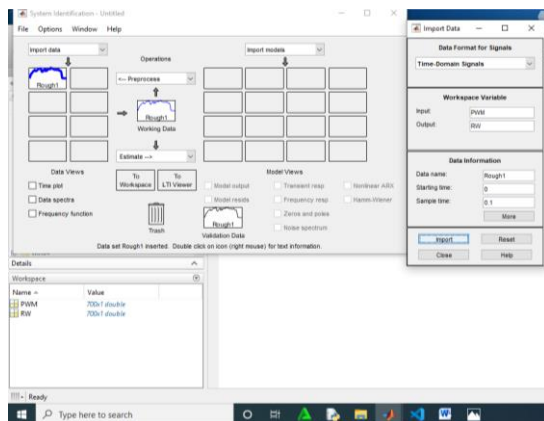 System Identification - Untitled
File Options Window Help
Import data
Import models
Operations
<-- Preprocess
Rough1
Rough1
Working Data
Estimate -->
Data Views
To Workspace
To LTI Viewer
Model Views
Time plot
Data spectra
Frequency function
Model output
Transient resp
Nonlinear ARX
Model resids
Frequency resp
Hamm-Wiener
Zeros and poles
Noise spectrum
Trash
Rough1
Validation Data
Data set Rough1 inserted. Double click on icon (right mouse) for text information.
Import Data
Data Format for Signals
Time-Domain Signals
Workspace Variable
Input: PWM
Output: RW
Data Information
Data name: Rough1
Starting time: 0
Sample time: 0.1
More
Import Reset
Close Help
Details
Workspace
Name Value
PWM 700x1 double
RW 700x1 double
Ready
Type here to search